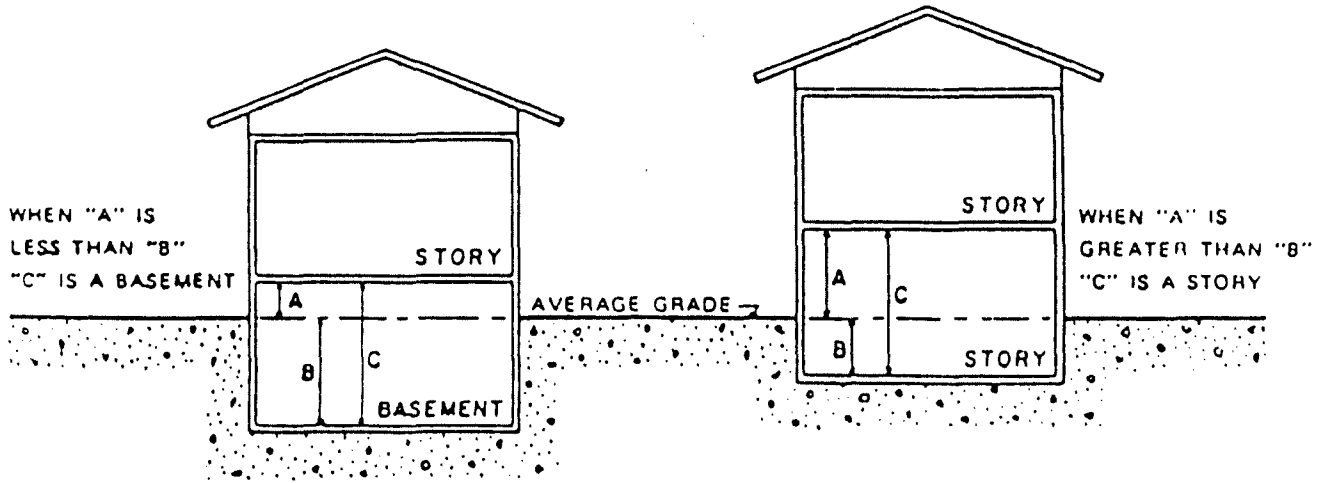 WHEN "A" IS
LESS THAN "B"
"C" IS A BASEMENT
STORY
A
B
C
BASEMENT
AVERAGE GRADE
STORY
A
C
B
STORY
WHEN "A" IS
GREATER THAN "B"
"C" IS A STORY